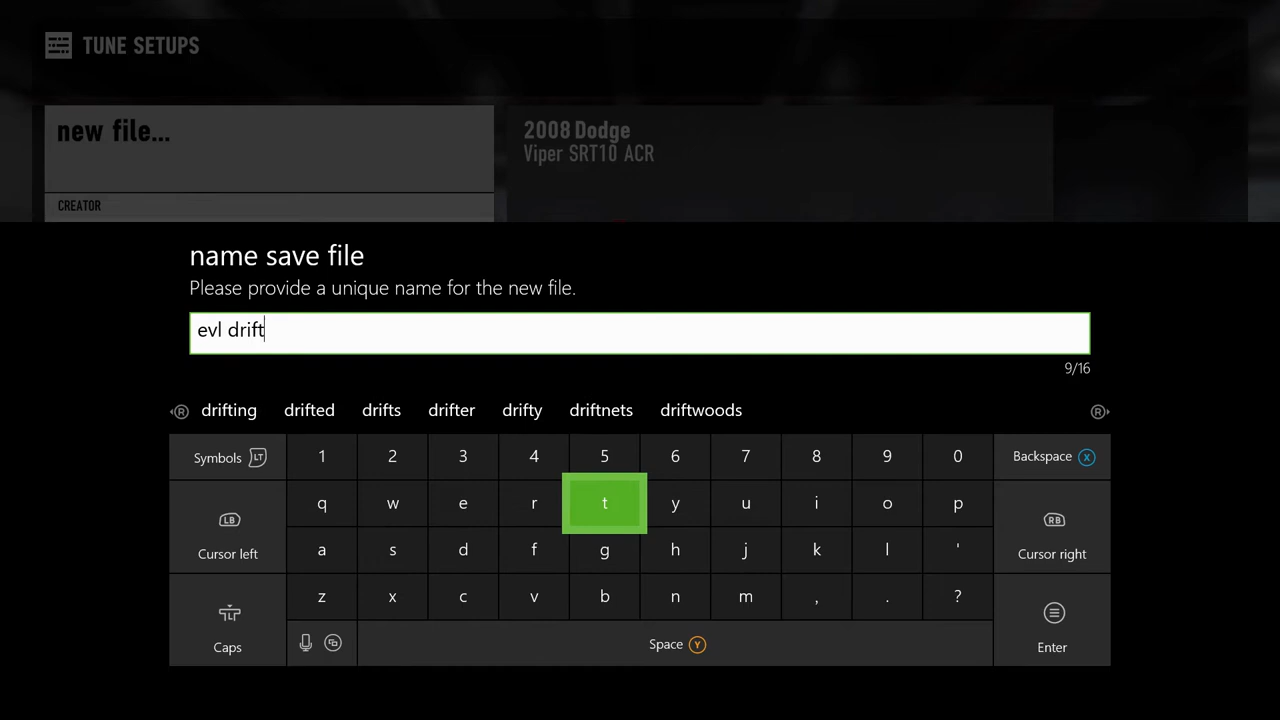 TUNE SETUPS
new file...
2008 Dodge
Viper SRT10 ACR
CREATOR
name save file
Please provide a unique name for the new file.
evl drift
9/16
R drifting drifted drifts drifter drifty driftnets driftwoods R
Symbols LT 1 2 3 4 5 6 7 8 9 0 Backspace X
LB Cursor left q w e r t y u i o p RB Cursor right
a s d f g h j k l '
LT Caps z x c v b n m , . ? Enter
Space Y